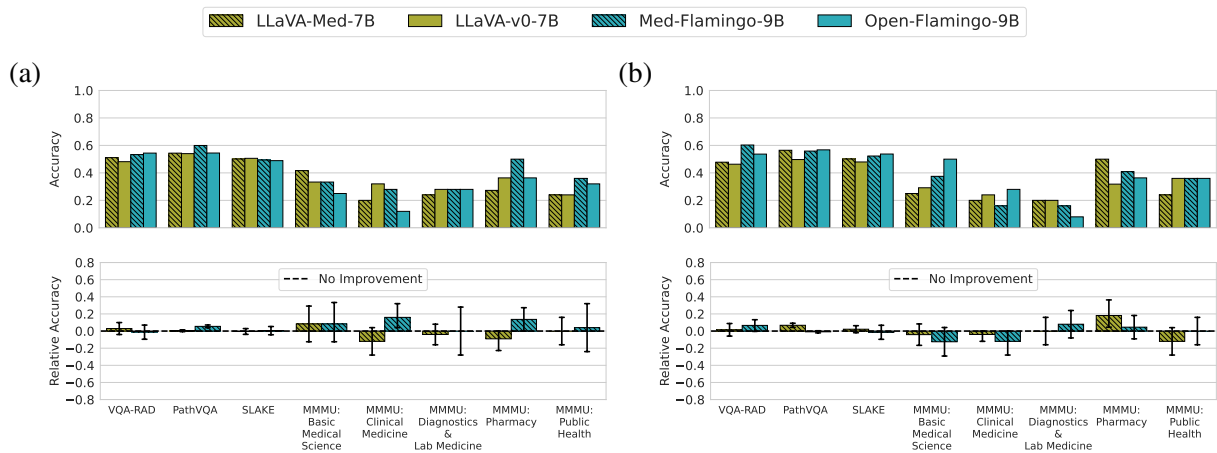 LLaVA-Med-7B LLaVA-v0-7B Med-Flamingo-9B Open-Flamingo-9B
(a)
Accuracy
1.0
0.8
0.6
0.4
0.2
0.0
Relative Accuracy
0.8
0.6
0.4
0.2
0.0
−0.2
−0.4
−0.6
−0.8
No Improvement
VQA-RAD PathVQA SLAKE MMMU: MMMU: MMMU: MMMU: MMMU:
Basic Clinical Diagnostics Pharmacy Public
Medical Medicine & Health
Science Lab Medicine
(b)
Accuracy
1.0
0.8
0.6
0.4
0.2
0.0
Relative Accuracy
0.8
0.6
0.4
0.2
0.0
−0.2
−0.4
−0.6
−0.8
No Improvement
VQA-RAD PathVQA SLAKE MMMU: MMMU: MMMU: MMMU: MMMU:
Basic Clinical Diagnostics Pharmacy Public
Medical Medicine & Health
Science Lab Medicine